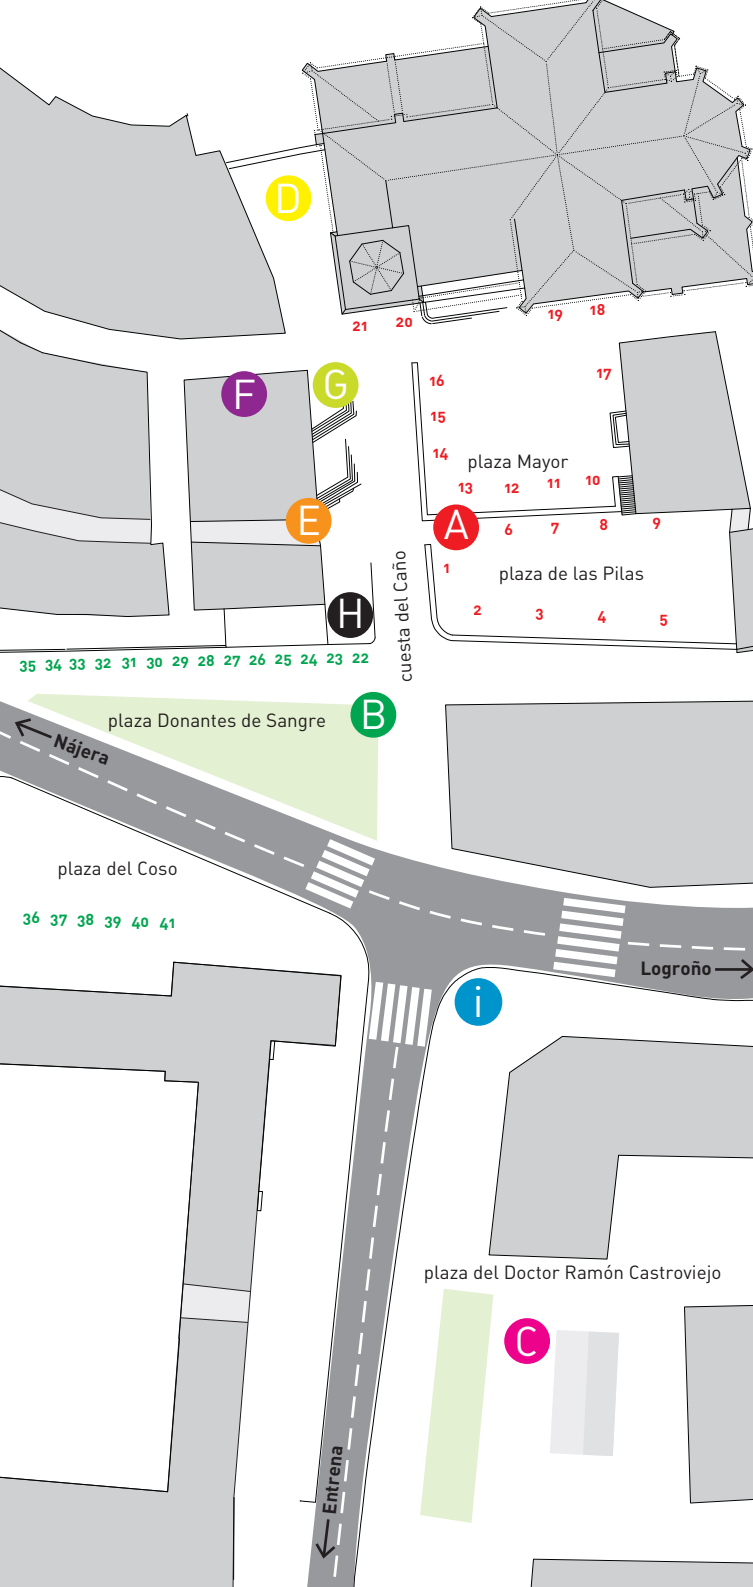 D
21 20 19 18
F
G
16
17
15
14
plaza Mayor
13 12 11 10
E
A
6 7 8 9
1
plaza de las Pilas
cuesta del Caño
H
2 3 4 5
35 34 33 32 31 30 29 28 27 26 25 24 23 22
B
plaza Donantes de Sangre
Nájera
plaza del Coso
36 37 38 39 40 41
Logroño
i
plaza del Doctor Ramón Castroviejo
C
Entrena